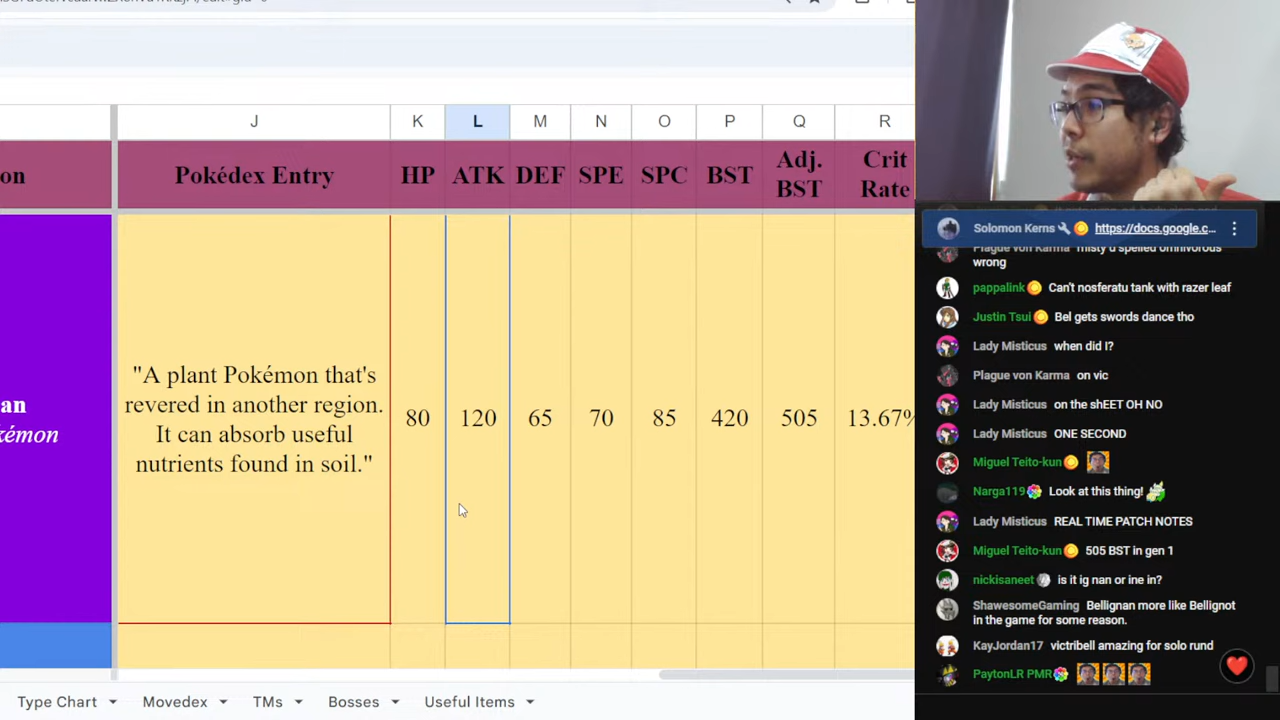 J K L M N O P Q R
on
Pokédex Entry HP ATK DEF SPE SPC BST Adj. BST Crit Rate
an
kémon
"A plant Pokémon that's
revered in another region.
It can absorb useful
nutrients found in soil."
80 120 65 70 85 420 505 13.67%
Type Chart Movedex TMs Bosses Useful Items
Solomon Kerns https://docs.google.c...
Plague von Karma misty u spelled omnivorous
wrong
pappalink Can't nosferatu tank with razer leaf
Justin Tsui Bel gets swords dance tho
Lady Misticus when did I?
Plague von Karma on vic
Lady Misticus on the shEET OH NO
Lady Misticus ONE SECOND
Miguel Teito-kun
Narga119 Look at this thing!
Lady Misticus REAL TIME PATCH NOTES
Miguel Teito-kun 505 BST in gen 1
nickisaneet is it ig nan or ine in?
ShawesomeGaming Bellignan more like Bellignot
in the game for some reason.
KayJordan17 victribell amazing for solo rund
PaytonLR PMR